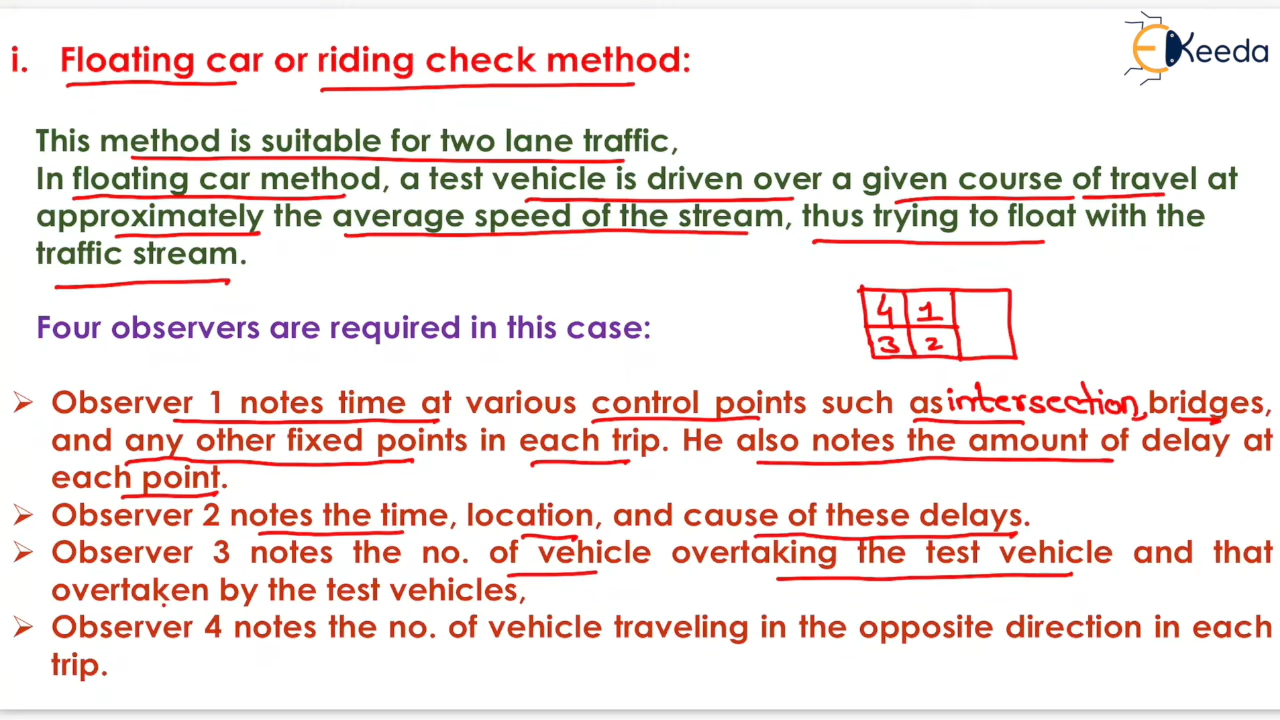 i. Floating car or riding check method:
EKeeda
This method is suitable for two lane traffic,
In floating car method, a test vehicle is driven over a given course of travel at
approximately the average speed of the stream, thus trying to float with the
traffic stream.
4 1
3 2
Four observers are required in this case:
➢ Observer 1 notes time at various control points such as intersection, bridges,
and any other fixed points in each trip. He also notes the amount of delay at
each point.
➢ Observer 2 notes the time, location, and cause of these delays.
➢ Observer 3 notes the no. of vehicle overtaking the test vehicle and that
overtaken by the test vehicles,
➢ Observer 4 notes the no. of vehicle traveling in the opposite direction in each
trip.